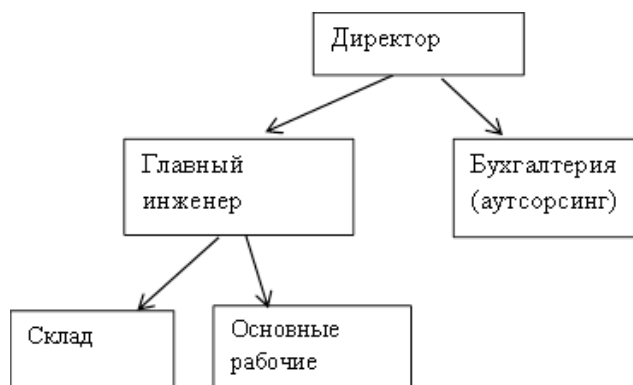 Директор
Главный
инженер
Бухгалтерия
(аутсорсинг)
Склад
Основные
рабочие